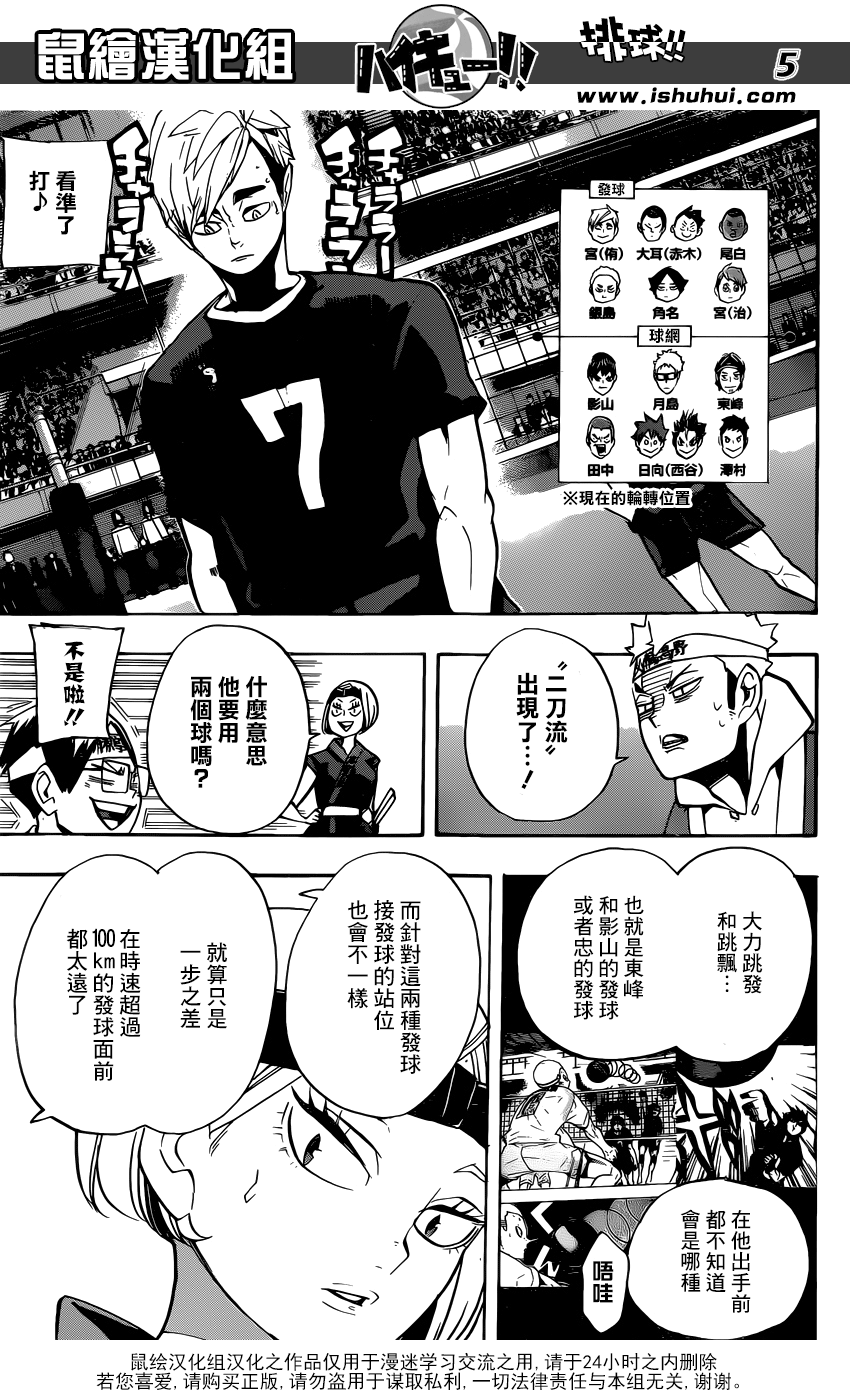 鼠繪漢化組
ハイキュー!!
排球!!
5
www.ishuhui.com
看準了
打♪
チャラララ
チャラララ
チャラララー
發球
宮(侑) 大耳(赤木) 尾白
銀島 角名 宮(治)
球網
影山 月島 東峰
田中 日向(西谷) 澤村
※現在的輪轉位置
7
〝二刀流〞
出現了…!
什麼意思
他要用
兩個球嗎?
不是啦!!
大力跳發
和跳飄…
也就是東峰
和影山的發球
或者忠的發球
在他出手前
都不知道
會是哪種
唔
哇
而針對這兩種發球
接發球的站位
也會不一樣
就算只是
一步之差
在時速超過
100km的發球面前
都太遠了
鼠绘汉化组汉化之作品仅用于漫迷学习交流之用,请于24小时之内删除
若您喜爱,请购买正版,请勿盗用于谋取私利,一切法律责任与本组无关,谢谢。